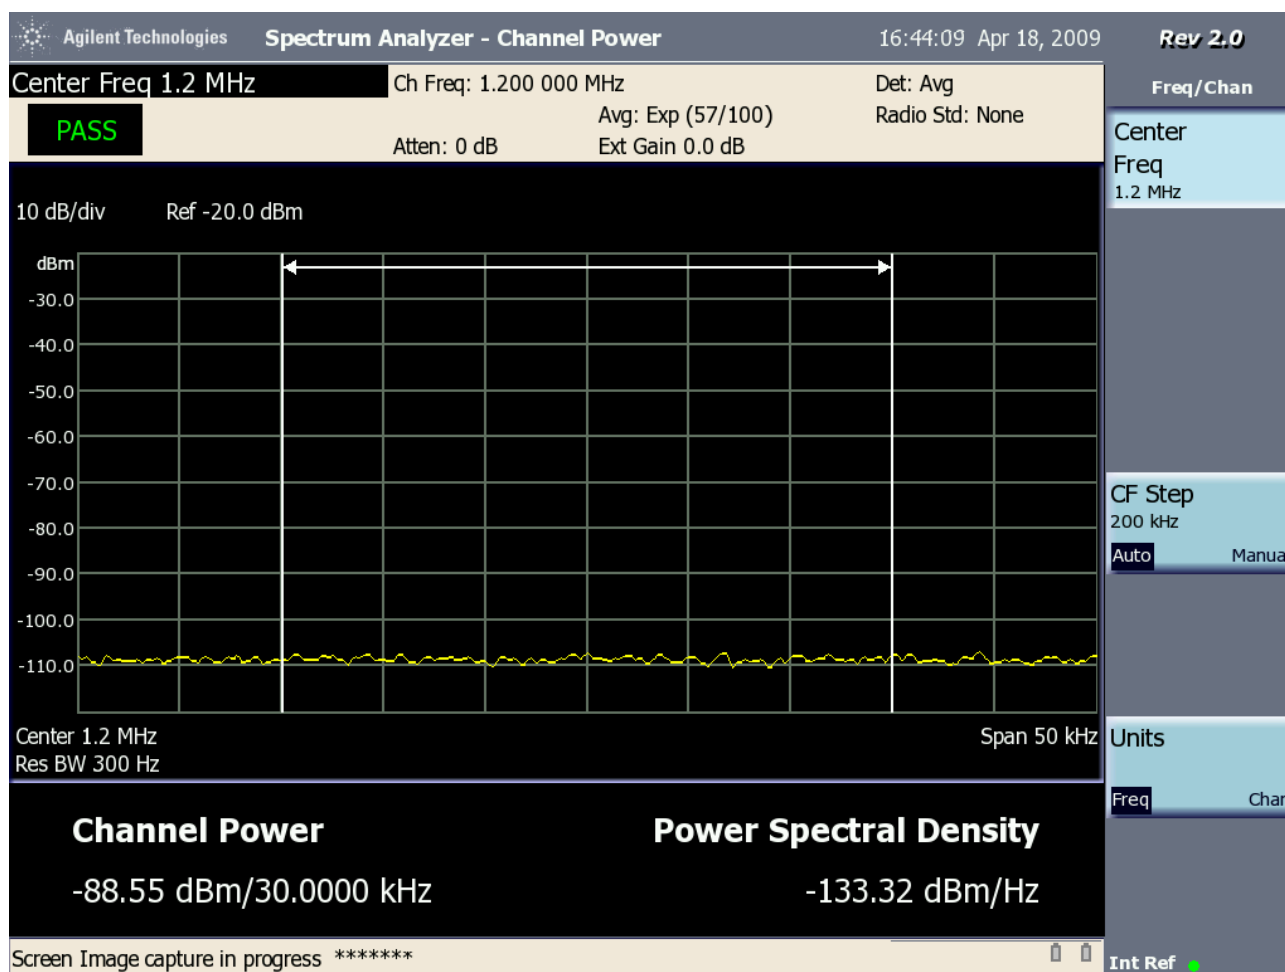 Agilent Technologies Spectrum Analyzer - Channel Power 16:44:09 Apr 18, 2009 Rev 2.0
Center Freq 1.2 MHz Ch Freq: 1.200 000 MHz Det: Avg Freq/Chan
PASS Avg: Exp (57/100) Radio Std: None
Atten: 0 dB Ext Gain 0.0 dB
Center
Freq
1.2 MHz
10 dB/div Ref -20.0 dBm
dBm
-30.0
-40.0
-50.0
-60.0
-70.0
-80.0
-90.0
-100.0
-110.0
CF Step
200 kHz
Auto Manua
Center 1.2 MHz Span 50 kHz
Res BW 300 Hz
Units
Freq Char
Channel Power Power Spectral Density
-88.55 dBm/30.0000 kHz -133.32 dBm/Hz
Screen Image capture in progress ******* Int Ref